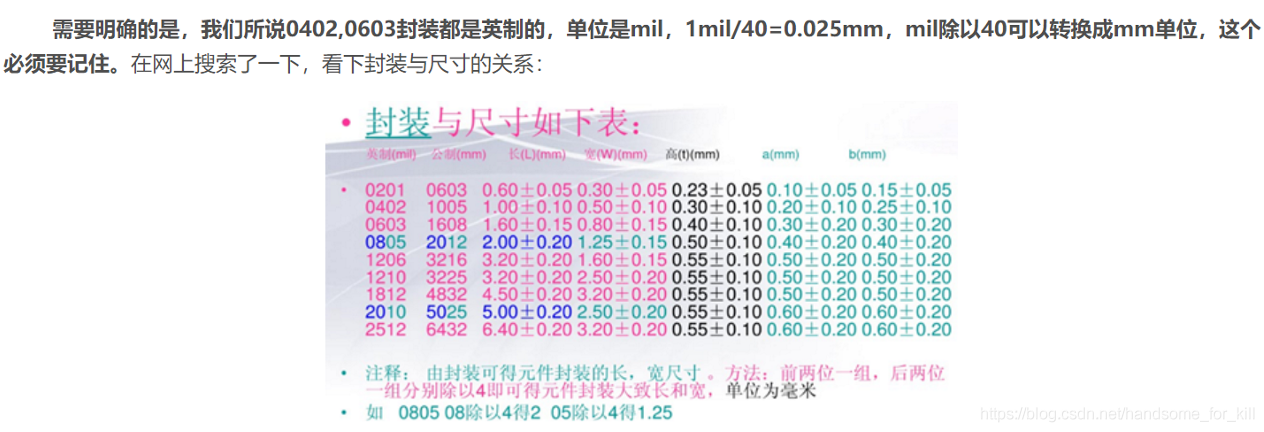 需要明确的是，我们所说0402,0603封装都是英制的，单位是mil，1mil/40=0.025mm，mil除以40可以转换成mm单位，这个
必须要记住。在网上搜索了一下，看下封装与尺寸的关系：
• 封装与尺寸如下表：
英制(mil) 公制(mm) 长(L)(mm) 宽(W)(mm) 高(t)(mm) a(mm) b(mm)
• 0201 0603 0.60±0.05 0.30±0.05 0.23±0.05 0.10±0.05 0.15±0.05
0402 1005 1.00±0.10 0.50±0.10 0.30±0.10 0.20±0.10 0.25±0.10
0603 1608 1.60±0.15 0.80±0.15 0.40±0.10 0.30±0.20 0.30±0.20
0805 2012 2.00±0.20 1.25±0.15 0.50±0.10 0.40±0.20 0.40±0.20
1206 3216 3.20±0.20 1.60±0.15 0.55±0.10 0.50±0.20 0.50±0.20
1210 3225 3.20±0.20 2.50±0.20 0.55±0.10 0.50±0.20 0.50±0.20
1812 4832 4.50±0.20 3.20±0.20 0.55±0.10 0.50±0.20 0.50±0.20
2010 5025 5.00±0.20 2.50±0.20 0.55±0.10 0.60±0.20 0.60±0.20
2512 6432 6.40±0.20 3.20±0.20 0.55±0.10 0.60±0.20 0.60±0.20
• 注释： 由封装可得元件封装的长，宽尺寸 。方法：前两位一组，后两位
一组分别除以4即可得元件封装大致长和宽，单位为毫米
• 如 0805 08除以4得2 05除以4得1.25
https://blog.csdn.net/handsome_for_kill